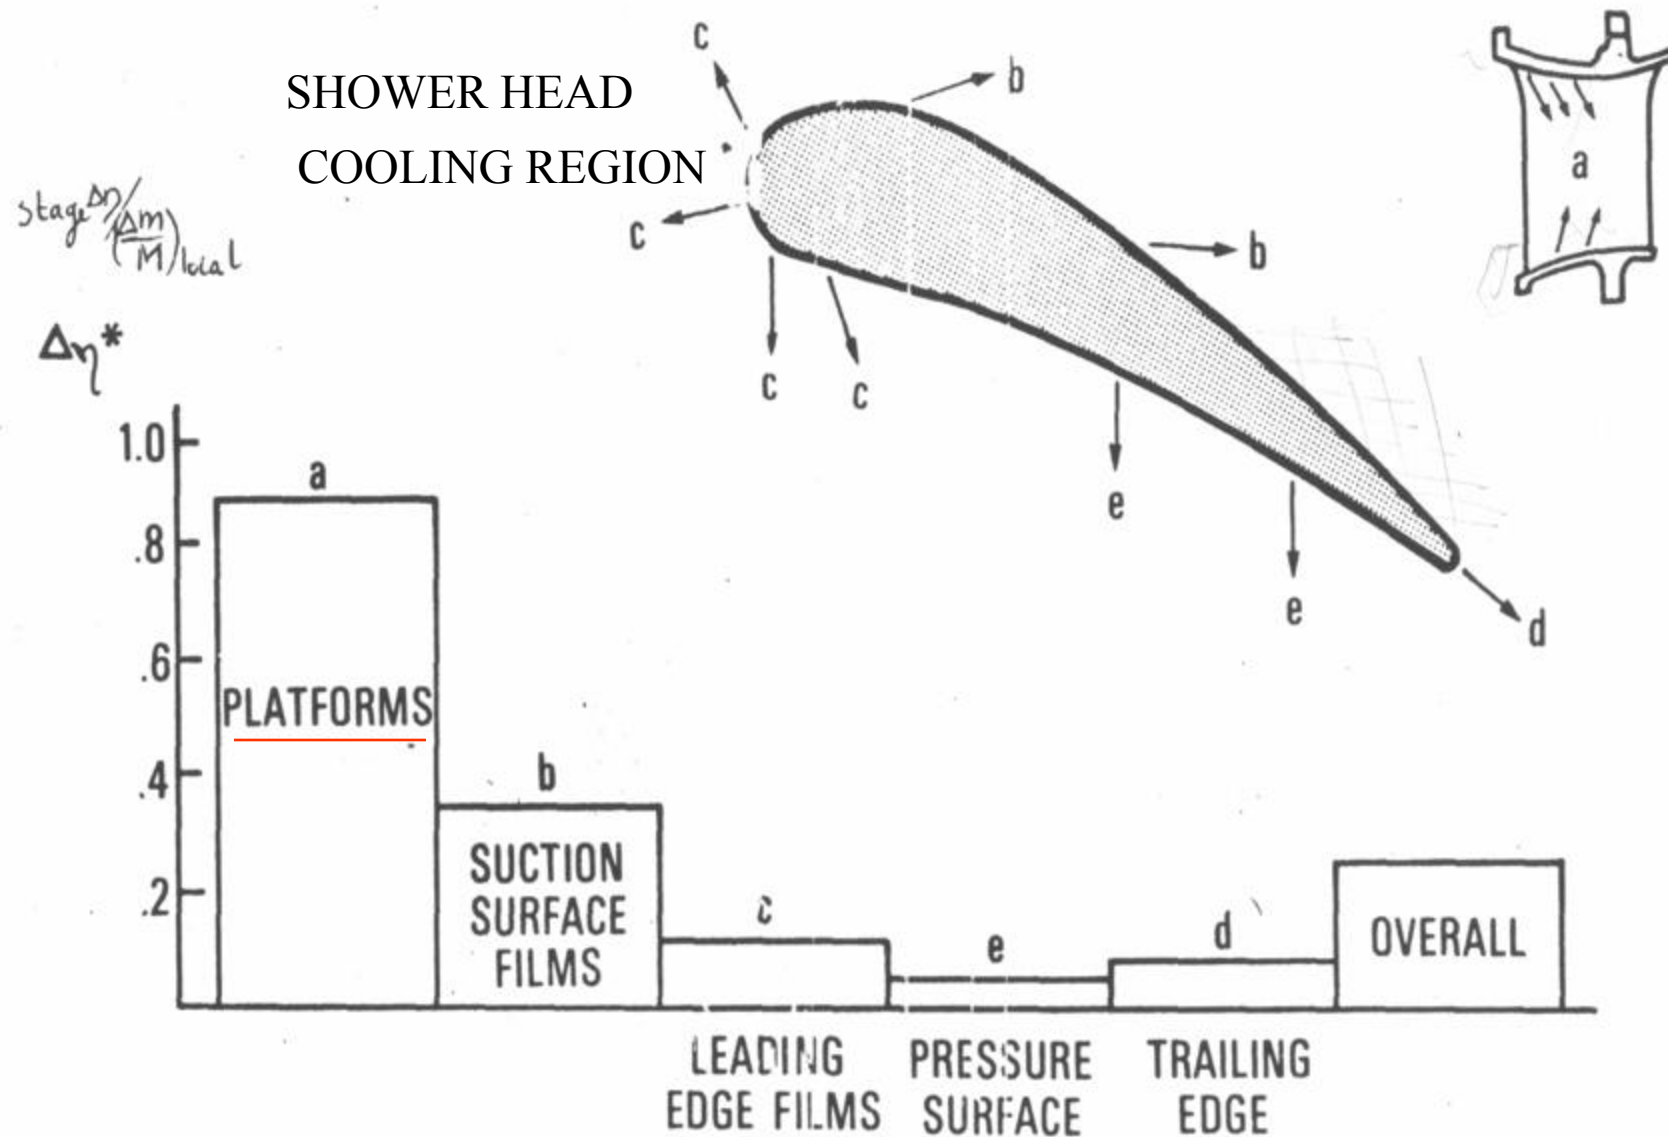 SHOWER HEAD
COOLING REGION
c
b
c
b
c
c
e
e
d
a
stage Δη/(Δm/M)local
Δη*
1.0
.8
.6
.4
.2
a
PLATFORMS
b
SUCTION
SURFACE
FILMS
c
e
d
OVERALL
LEADING
EDGE FILMS
PRESSURE
SURFACE
TRAILING
EDGE